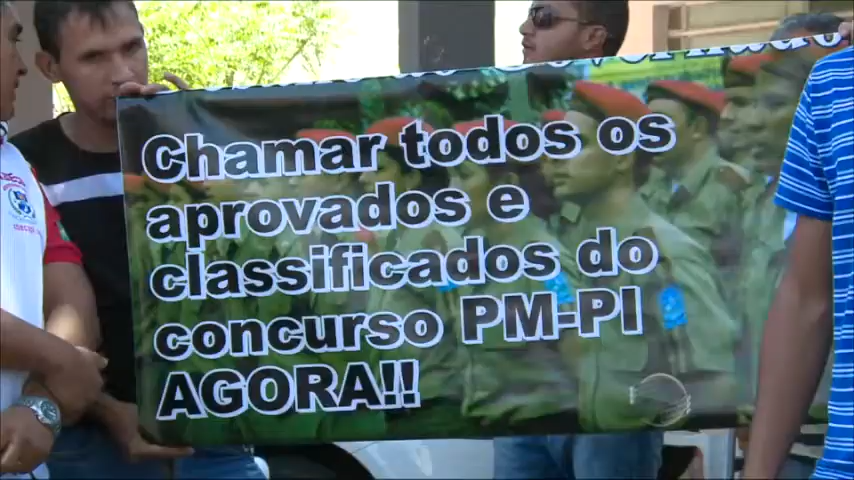 Chamar todos os
aprovados e
classificados do
concurso PM-PI
AGORA!!!